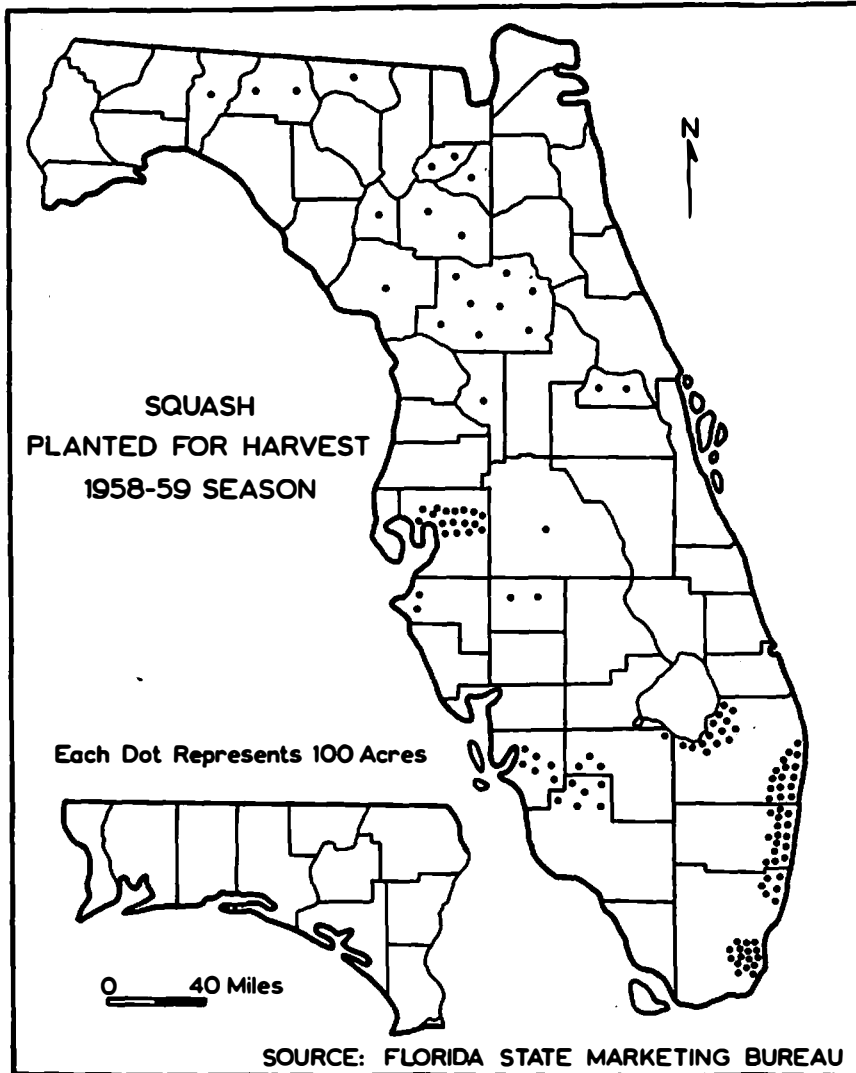 N
SQUASH
PLANTED FOR HARVEST
1958-59 SEASON
Each Dot Represents 100 Acres
0 40 Miles
SOURCE: FLORIDA STATE MARKETING BUREAU